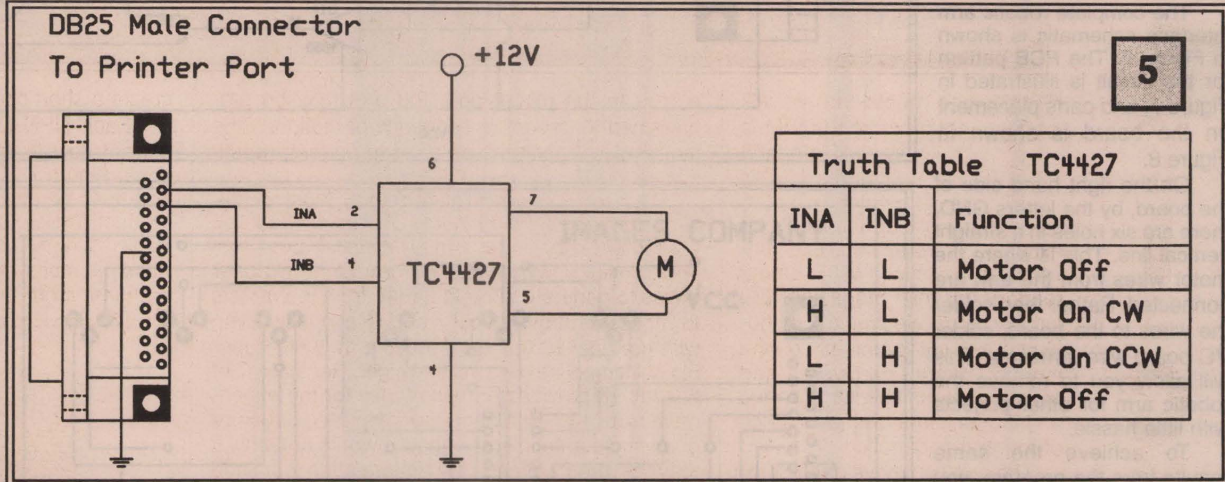 DB25 Male Connector
To Printer Port
+12V
5
6
INA 2
7
INB 4
TC4427
M
5
4
Truth Table TC4427
INA INB Function
L L Motor Off
H L Motor On CW
L H Motor On CCW
H H Motor Off